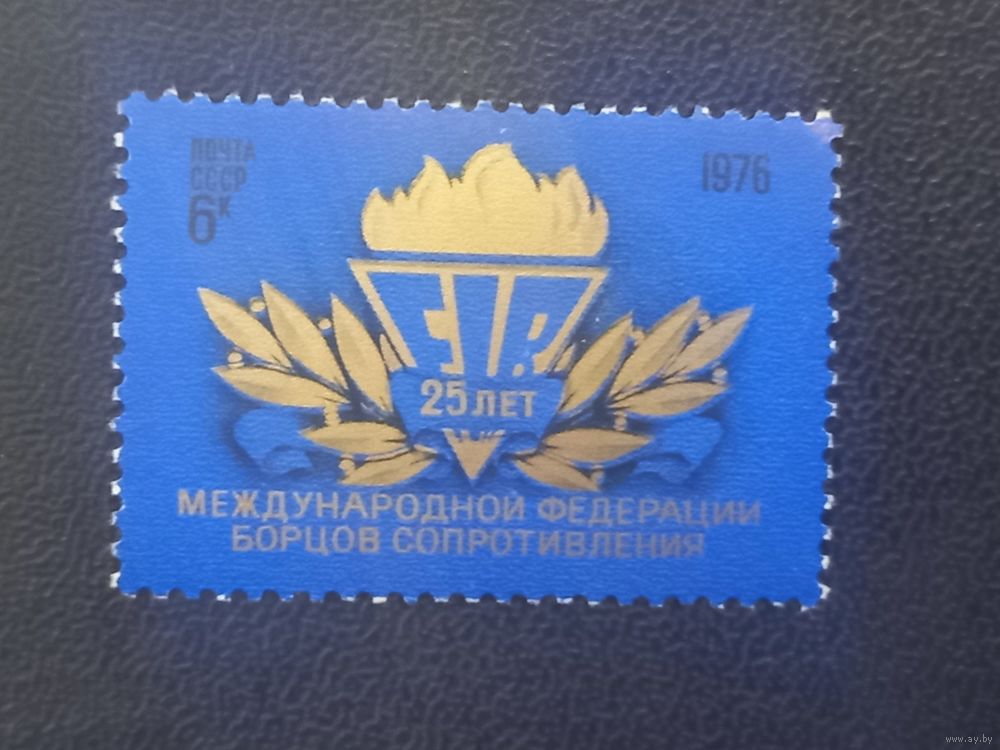 ПОЧТА
СССР
6К
1976
FIR
25 ЛЕТ
МЕЖДУНАРОДНОЙ ФЕДЕРАЦИИ
БОРЦОВ СОПРОТИВЛЕНИЯ
www.ay.by